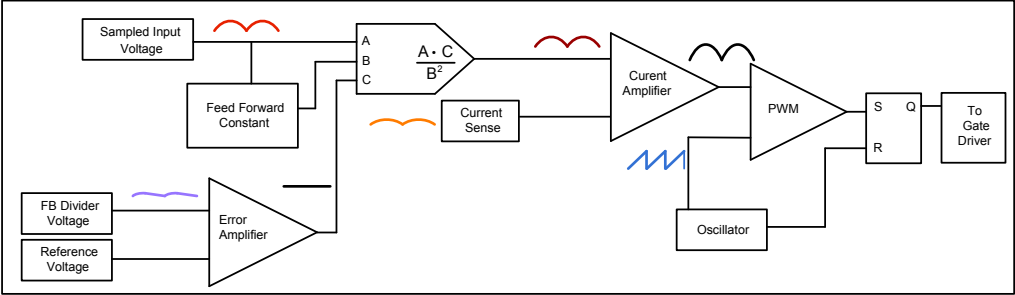 Sampled Input
Voltage
Feed Forward
Constant
A
B
C
A · C
B²
Current
Sense
Curent
Amplifier
PWM
S
Q
R
To
Gate
Driver
Oscillator
FB Divider
Voltage
Reference
Voltage
Error
Amplifier